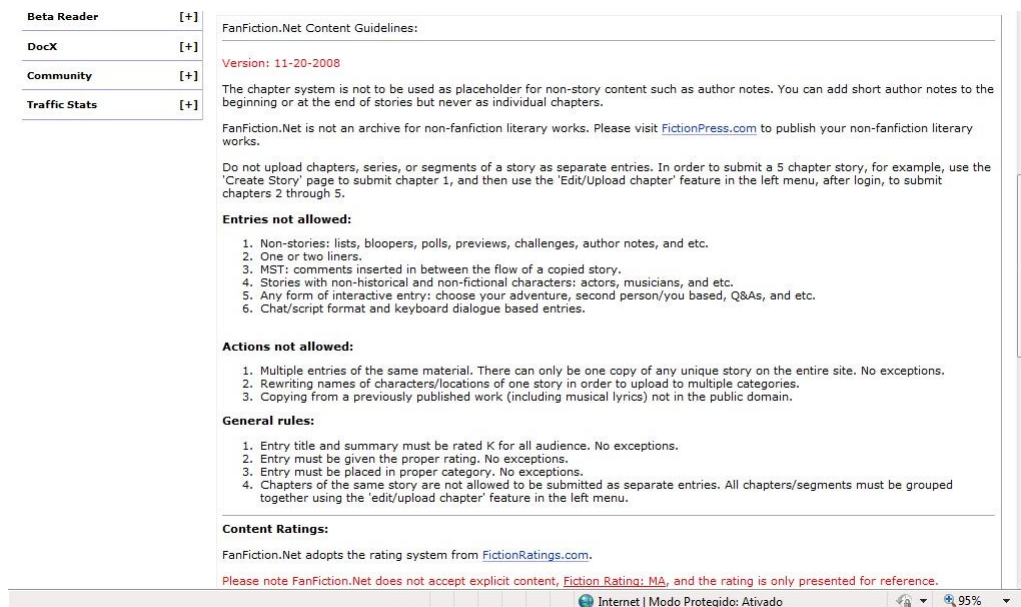 Beta Reader [+]
DocX [+]
Community [+]
Traffic Stats [+]
FanFiction.Net Content Guidelines:
Version: 11-20-2008
The chapter system is not to be used as placeholder for non-story content such as author notes. You can add short author notes to the
beginning or at the end of stories but never as individual chapters.
FanFiction.Net is not an archive for non-fanfiction literary works. Please visit FictionPress.com to publish your non-fanfiction literary
works.
Do not upload chapters, series, or segments of a story as separate entries. In order to submit a 5 chapter story, for example, use the
'Create Story' page to submit chapter 1, and then use the 'Edit/Upload chapter' feature in the left menu, after login, to submit
chapters 2 through 5.
Entries not allowed:
1. Non-stories: lists, bloopers, polls, previews, challenges, author notes, and etc.
2. One or two liners.
3. MST: comments inserted in between the flow of a copied story.
4. Stories with non-historical and non-fictional characters: actors, musicians, and etc.
5. Any form of interactive entry: choose your adventure, second person/you based, Q&As, and etc.
6. Chat/script format and keyboard dialogue based entries.
Actions not allowed:
1. Multiple entries of the same material. There can only be one copy of any unique story on the entire site. No exceptions.
2. Rewriting names of characters/locations of one story in order to upload to multiple categories.
3. Copying from a previously published work (including musical lyrics) not in the public domain.
General rules:
1. Entry title and summary must be rated K for all audience. No exceptions.
2. Entry must be given the proper rating. No exceptions.
3. Entry must be placed in proper category. No exceptions.
4. Chapters of the same story are not allowed to be submitted as separate entries. All chapters/segments must be grouped
together using the 'edit/upload chapter' feature in the left menu.
Content Ratings:
FanFiction.Net adopts the rating system from FictionRatings.com.
Please note FanFiction.Net does not accept explicit content, Fiction Rating: MA, and the rating is only presented for reference.
Internet | Modo Protegido: Ativado 95%